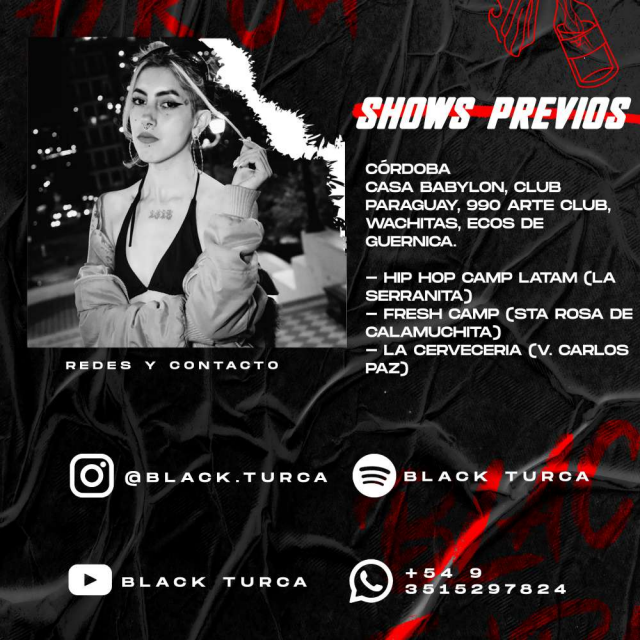 SHOWS PREVIOS
CÓRDOBA
CASA BABYLON, CLUB
PARAGUAY, 990 ARTE CLUB,
WACHITAS, ECOS DE
GUERNICA.
– HIP HOP CAMP LATAM (LA
SERRANITA)
– FRESH CAMP (STA ROSA DE
CALAMUCHITA)
– LA CERVECERIA (V. CARLOS
PAZ)
REDES Y CONTACTO
@BLACK.TURCA
BLACK TURCA
BLACK TURCA
+54 9
3515297824